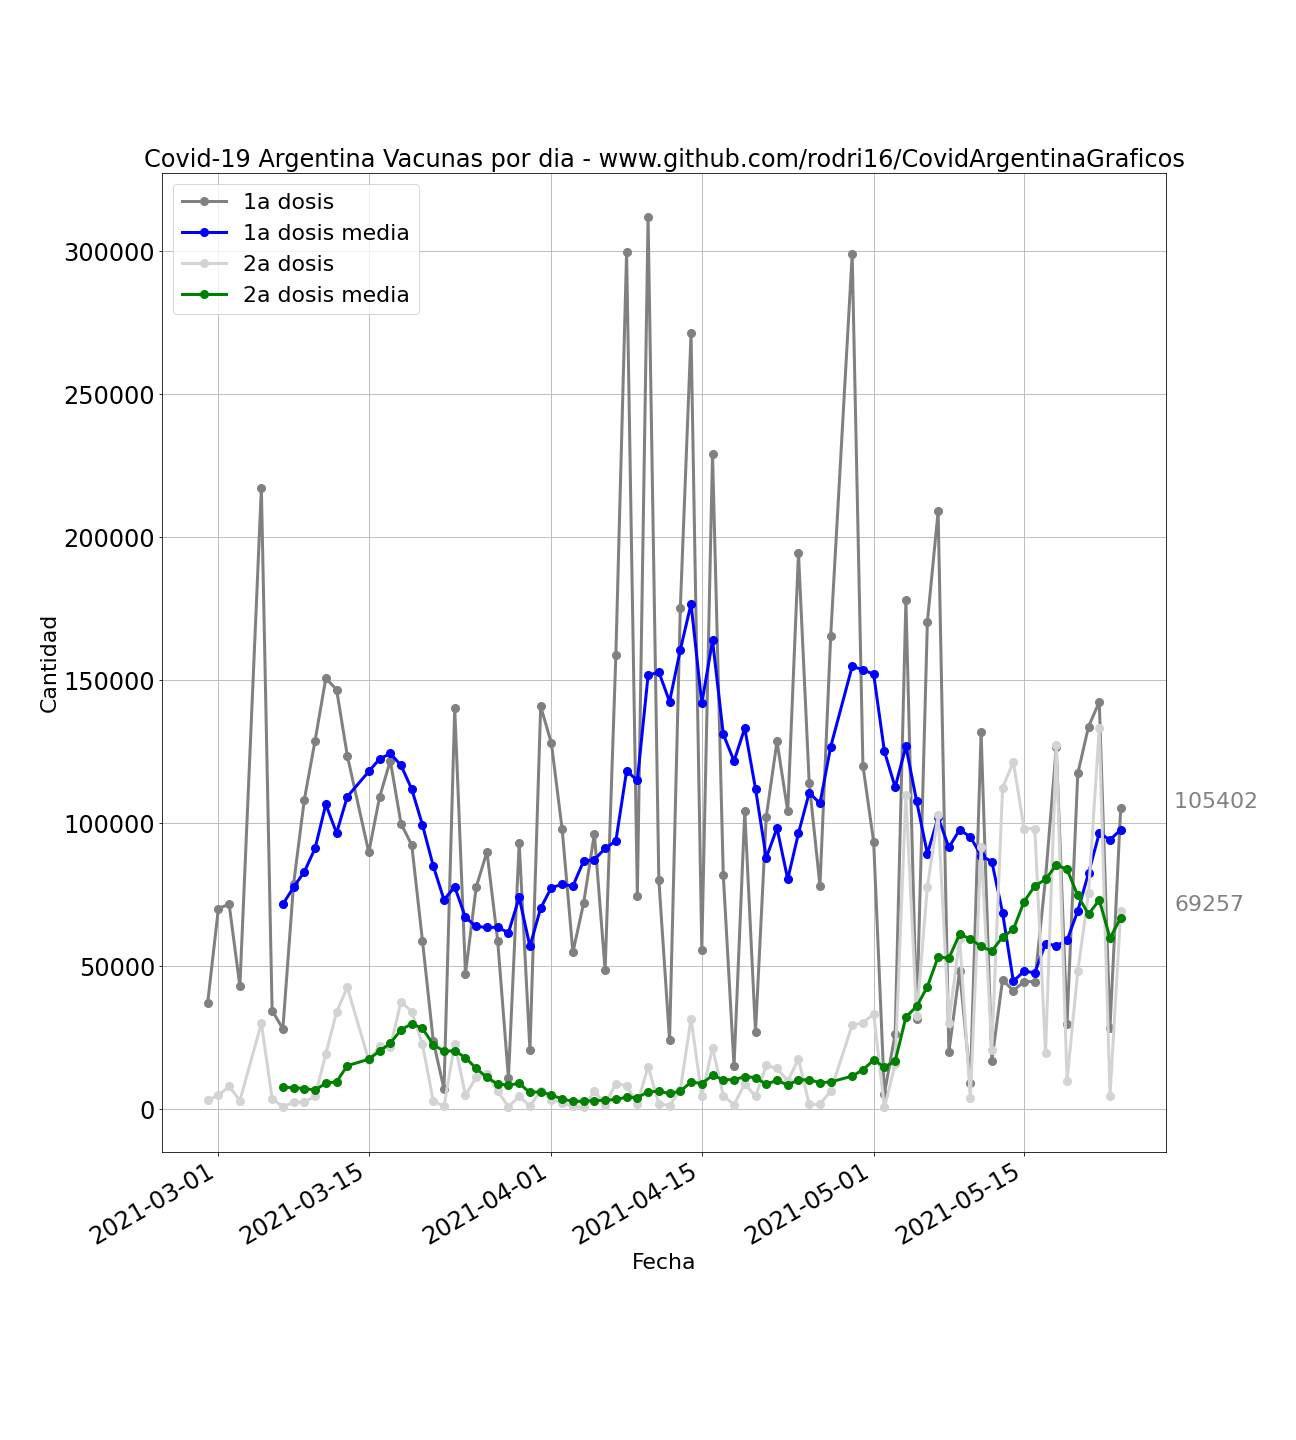 Covid-19 Argentina Vacunas por dia - www.github.com/rodri16/CovidArgentinaGraficos
1a dosis
1a dosis media
2a dosis
2a dosis media
300000
250000
200000
150000
100000
50000
0
Cantidad
105402
69257
2021-03-01
2021-03-15
2021-04-01
2021-04-15
2021-05-01
2021-05-15
Fecha